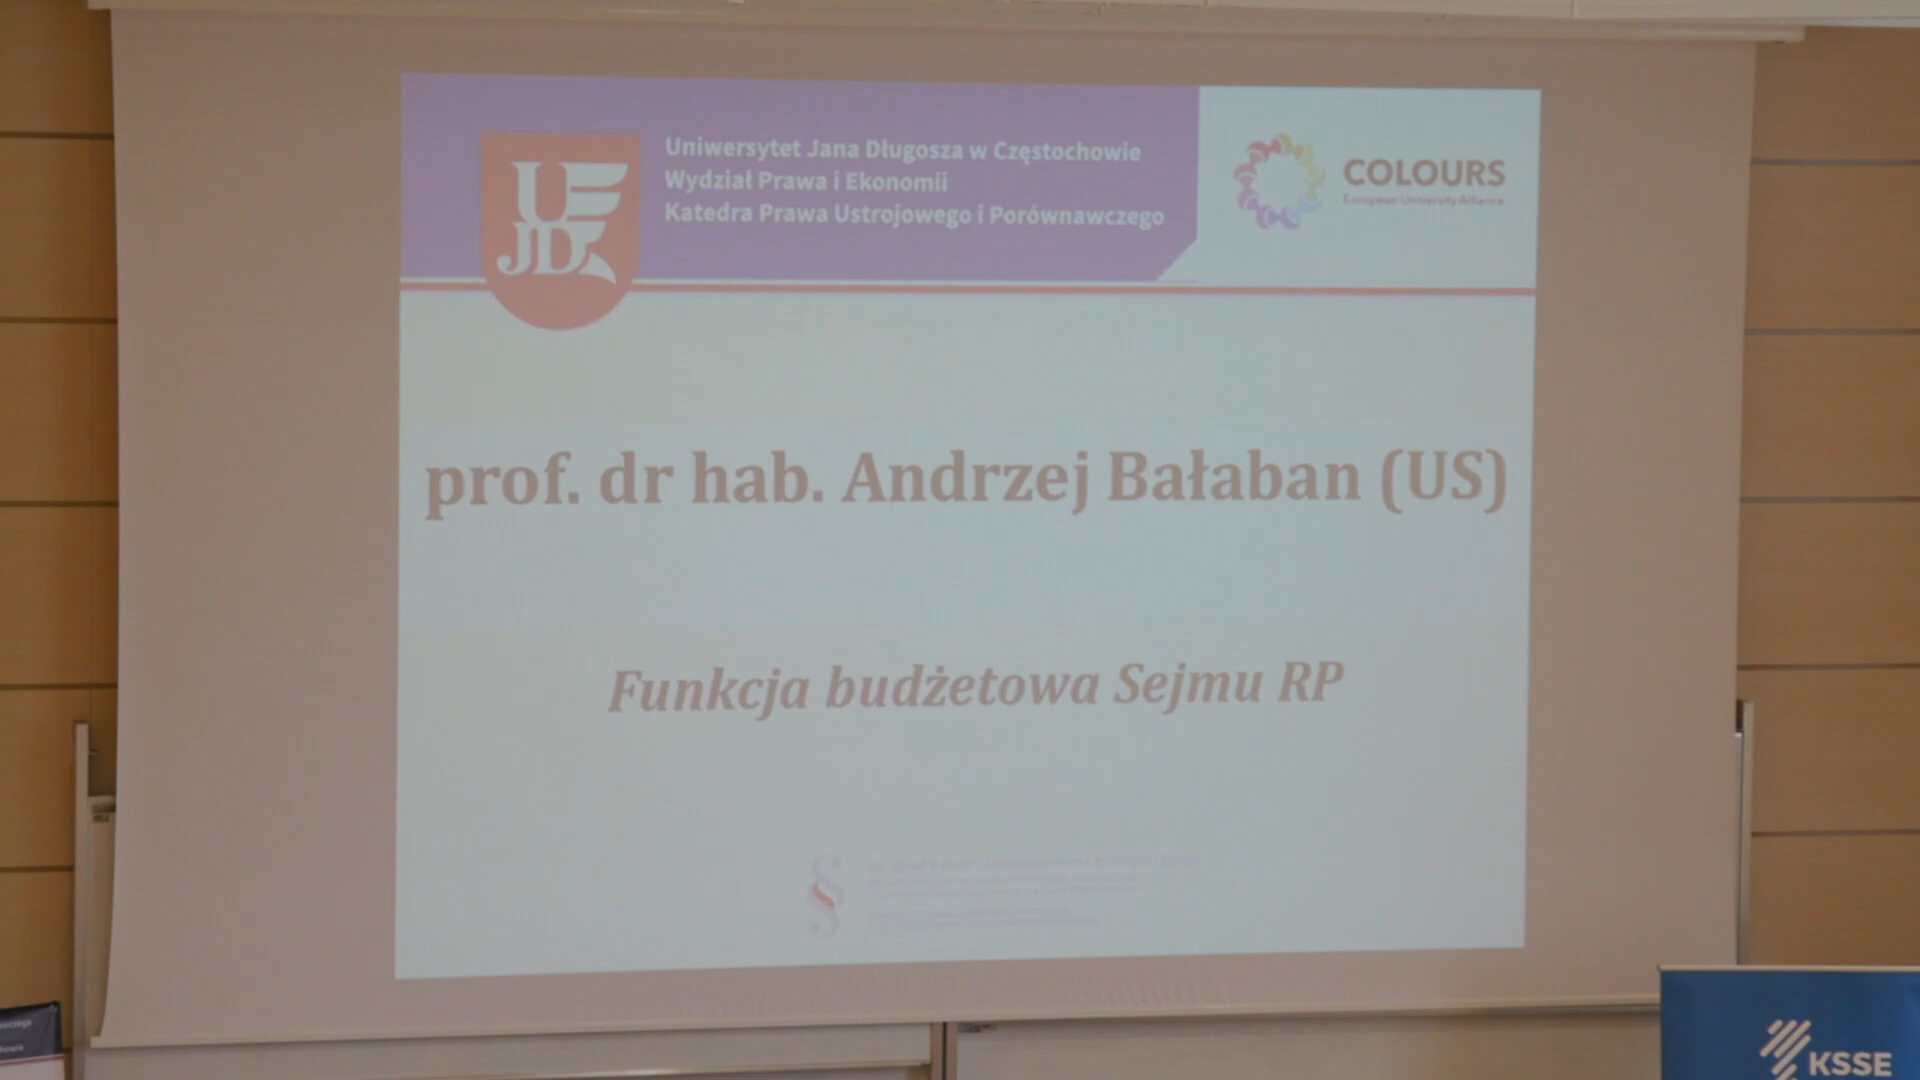 Uniwersytet Jana Długosza w Częstochowie
Wydział Prawa i Ekonomii
Katedra Prawa Ustrojowego i Porównawczego
UJD
COLOURS
European University Alliance
prof. dr hab. Andrzej Bałaban (US)
Funkcja budżetowa Sejmu RP
KSSE